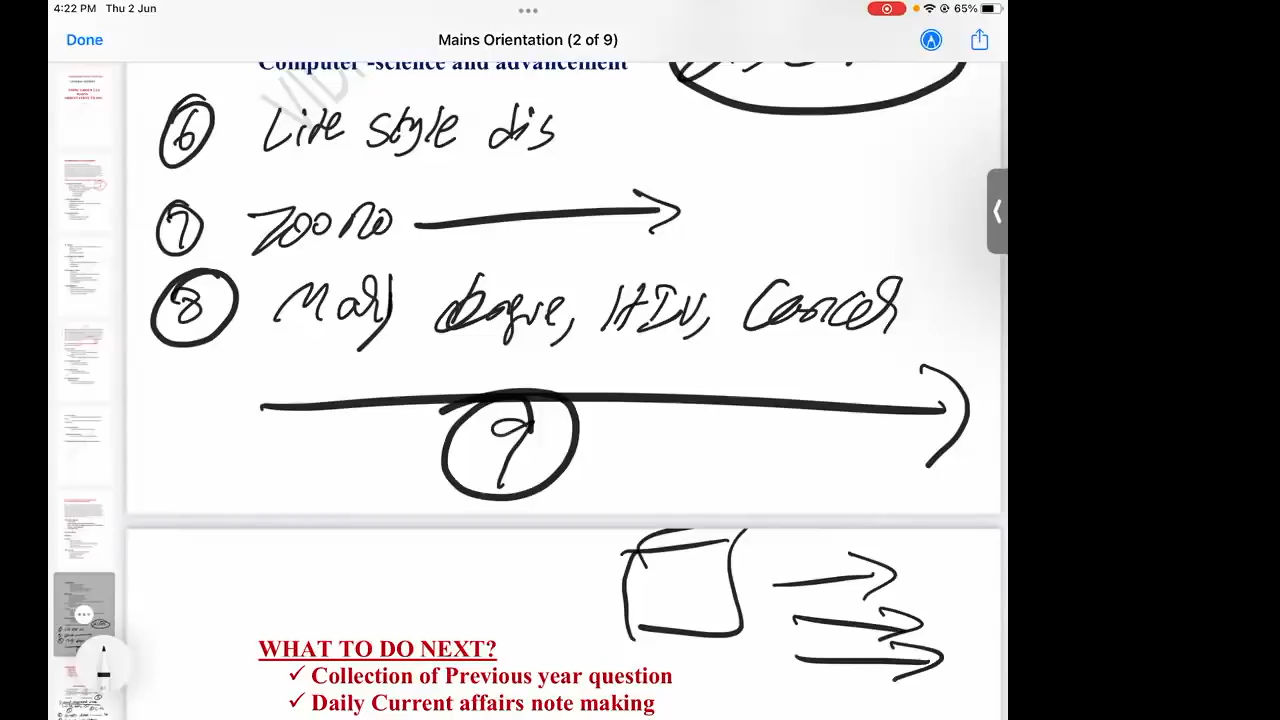 4:22 PM Thu 2 Jun
65%
Done
Mains Orientation (2 of 9)
Computer -science and advancement
6 Life style dis
7 Zoono
8 HIV, Cancer
9
WHAT TO DO NEXT?
✓ Collection of Previous year question
✓ Daily Current affairs note making